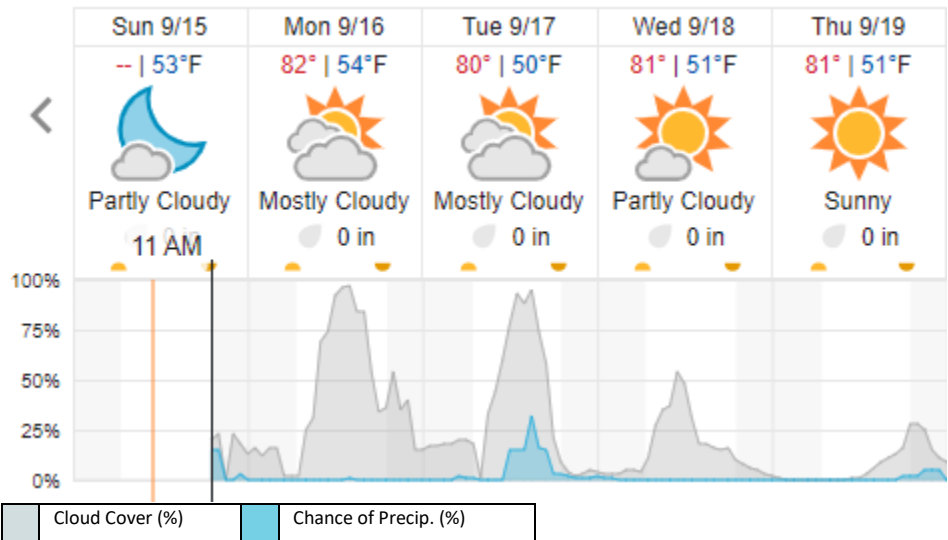 Sun 9/15 Mon 9/16 Tue 9/17 Wed 9/18 Thu 9/19
-- | 53°F 82° | 54°F 80° | 50°F 81° | 51°F 81° | 51°F
Partly Cloudy Mostly Cloudy Mostly Cloudy Partly Cloudy Sunny
0 in 0 in 0 in 0 in 0 in
11 AM
100%
75%
50%
25%
0%
Cloud Cover (%) Chance of Precip. (%)